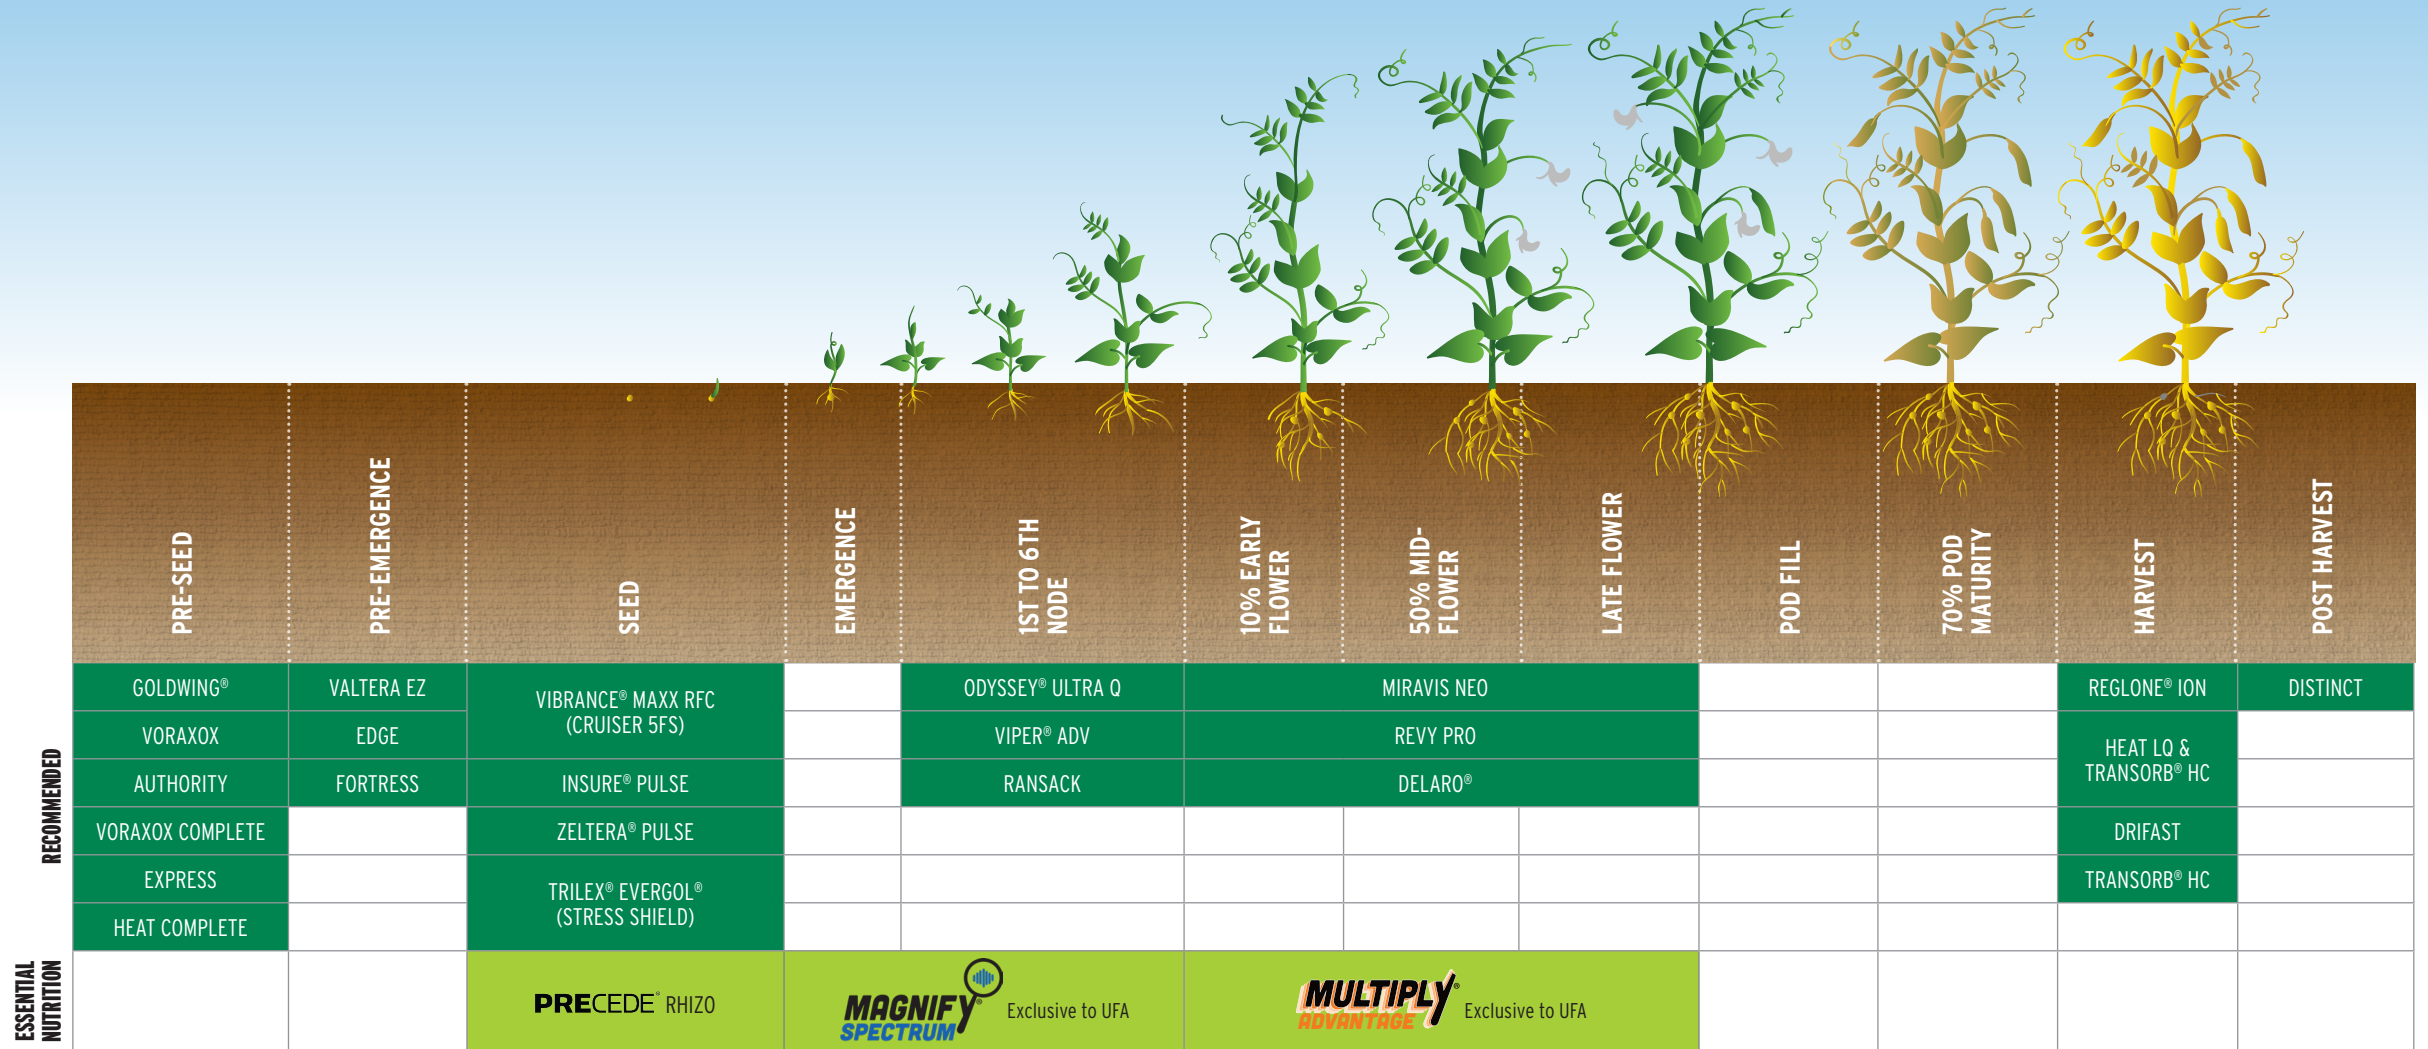 PRE-SEED
PRE-EMERGENCE
SEED
EMERGENCE
1ST TO 6TH
NODE
10% EARLY
FLOWER
50% MID-
FLOWER
LATE FLOWER
POD FILL
70% POD
MATURITY
HARVEST
POST HARVEST
RECOMMENDED
GOLDWING®
VALTERA EZ
VIBRANCE® MAXX RFC
(CRUISER 5FS)
ODYSSEY® ULTRA Q
MIRAVIS NEO
REGLONE® ION
DISTINCT
VORAXOX
EDGE
VIPER® ADV
REVY PRO
HEAT LQ &
TRANSORB® HC
AUTHORITY
FORTRESS
INSURE® PULSE
RANSACK
DELARO®
VORAXOX COMPLETE
ZELTERA® PULSE
DRIFAST
EXPRESS
TRILEX® EVERGOL®
(STRESS SHIELD)
TRANSORB® HC
HEAT COMPLETE
ESSENTIAL
NUTRITION
PRECEDE® RHIZO
MAGNIFY®
SPECTRUM
Exclusive to UFA
MULTIPLY®
ADVANTAGE
Exclusive to UFA